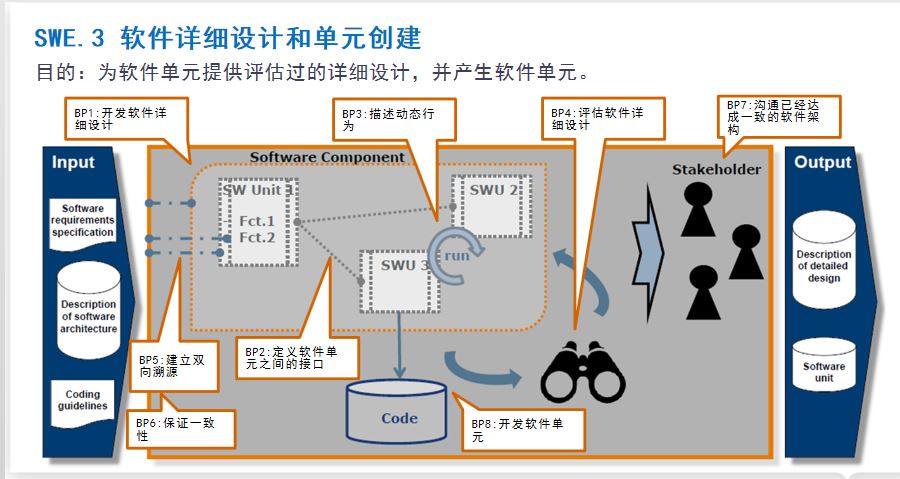 SWE.3 软件详细设计和单元创建
目的：为软件单元提供评估过的详细设计，并产生软件单元。
BP1:开发软件详
细设计
BP3:描述动态行
为
BP4:评估软件详
细设计
BP7:沟通已经达
成一致的软件架
构
Input
Software
requirements
specification
Description
of software
architecture
Coding
guidelines
Software Component
SW Unit 1
Fct.1
Fct.2
SWU 2
SWU 3
run
Stakeholder
Output
Description
of detailed
design
Software
unit
BP5:建立双
向溯源
BP2:定义软件单
元之间的接口
BP6:保证一致
性
Code
BP8:开发软件单
元